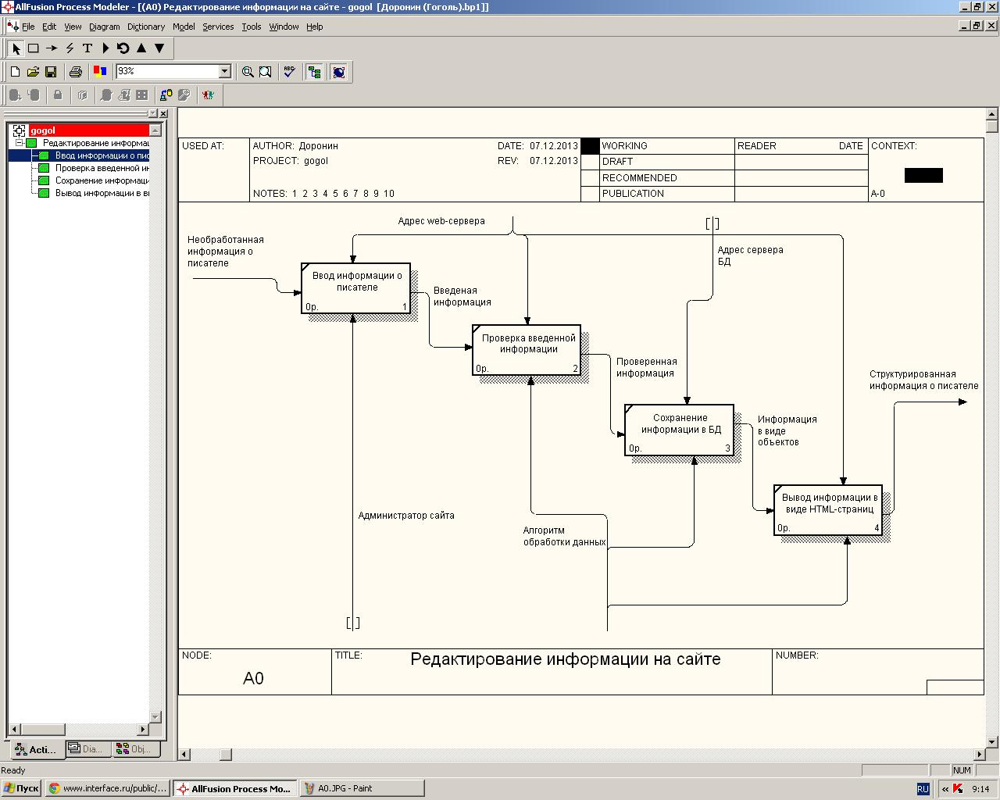 AllFusion Process Modeler - [(A0) Редактирование информации на сайте - gogol [Доронин (Гоголь).bp1]]
File Edit View Diagram Dictionary Model Services Tools Window Help
T
93%
ABC
gogol
Редактирование информац
Ввод информации о пис
Проверка введенной ин
Сохранение информаци
Вывод информации в ви
USED AT:
AUTHOR: Доронин
DATE: 07.12.2013
PROJECT: gogol
REV: 07.12.2013
NOTES: 1 2 3 4 5 6 7 8 9 10
WORKING
DRAFT
RECOMMENDED
PUBLICATION
READER DATE
CONTEXT:
A-0
Адрес web-сервера
Необработанная
информация о
писателе
Адрес сервера
БД
Ввод информации о
писателе
0р. 1
Введеная
информация
Проверка введенной
информации
0р. 2
Проверенная
информация
Структурированная
информация о писателе
Сохранение
информации в БД
0р. 3
Информация
в виде
объектов
Вывод информации в
виде HTML-страниц
0р. 4
Администратор сайта
Алгоритм
обработки данных
NODE:
A0
TITLE:
Редактирование информации на сайте
NUMBER:
Acti... Dia... Obj...
Ready
NUM
Пуск
www.interface.ru/public/...
AllFusion Process Mo...
A0.JPG - Paint
RU
9:14